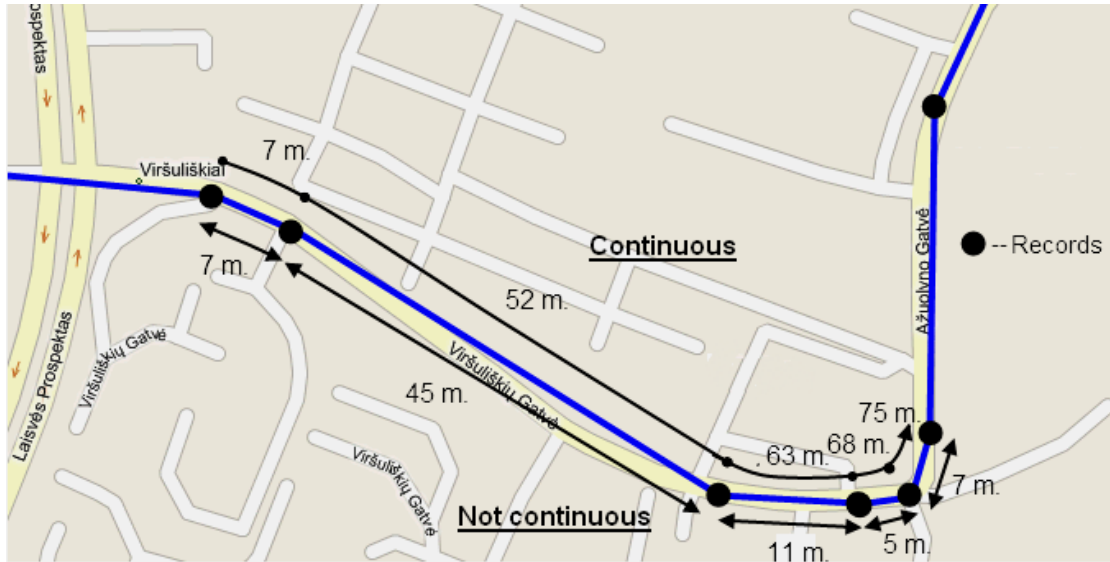 ospektas
Viršuliškiai
7 m.
7 m.
Continuous
-- Records
52 m.
Ažuolyno Gatvė
Viršuliškių Gatvė
Laisvės Prospektas
Viršuliškių Gatvė
45 m.
75 m.
68 m.
63 m.
Viršuliškių Gatvė
7 m.
Not continuous
11 m.
5 m.